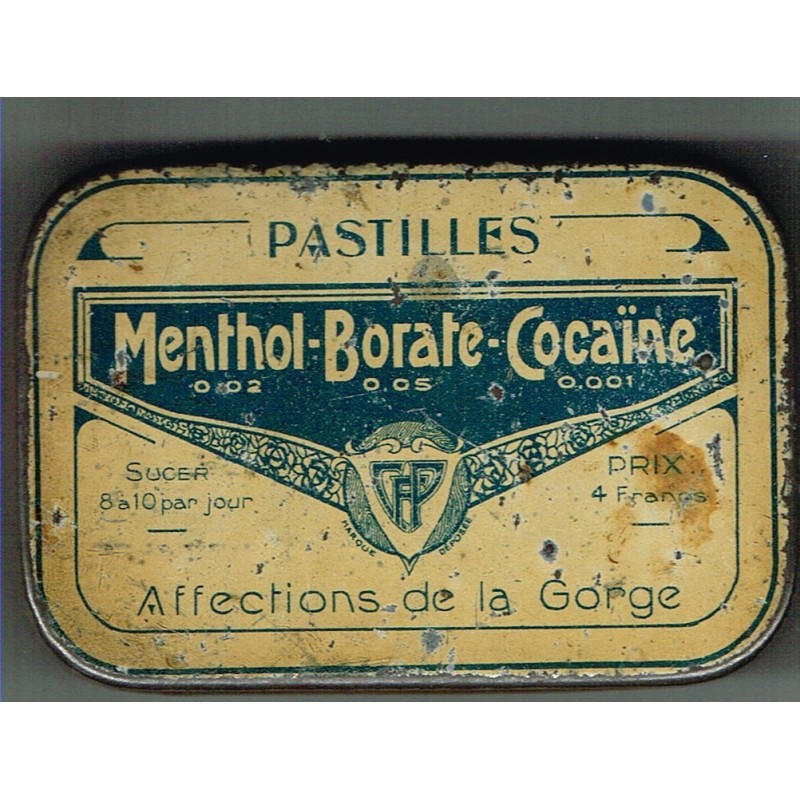 PASTILLES
Menthol-Borate-Cocaïne
0.02 0.05 0.001
SUCER
8 à 10 par jour
PRIX
4 Francs
MARQUE DÉPOSÉE
Affections de la Gorge